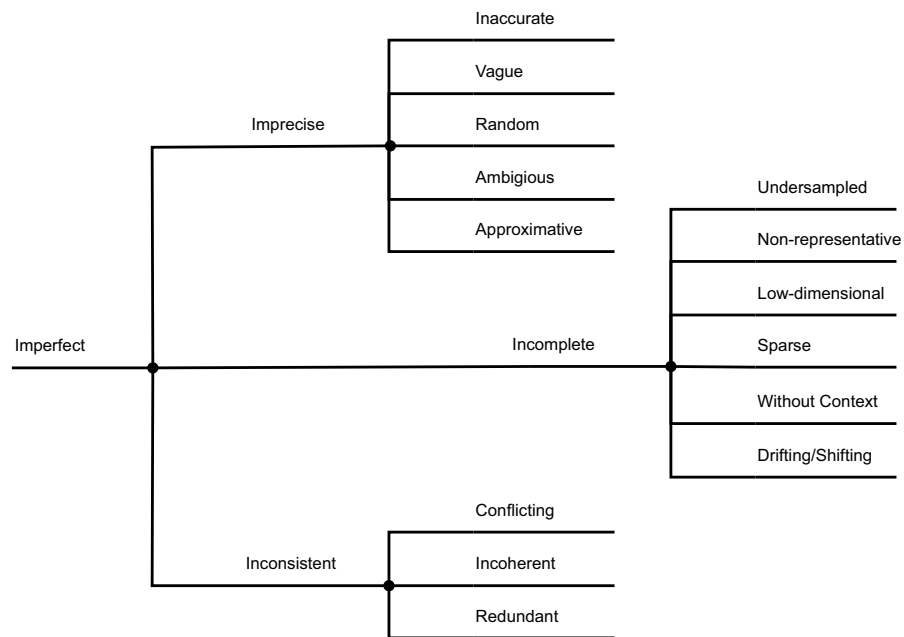 Inaccurate
Vague
Imprecise
Random
Ambigious
Approximative
Undersampled
Non-representative
Low-dimensional
Imperfect
Incomplete
Sparse
Without Context
Drifting/Shifting
Conflicting
Inconsistent
Incoherent
Redundant